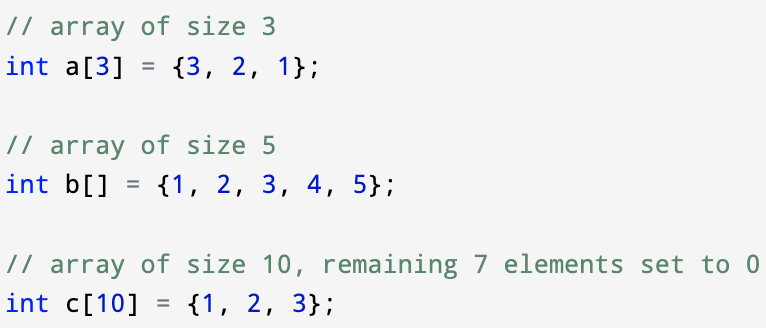 // array of size 3
int a[3] = {3, 2, 1};
// array of size 5
int b[] = {1, 2, 3, 4, 5};
// array of size 10, remaining 7 elements set to 0
int c[10] = {1, 2, 3};